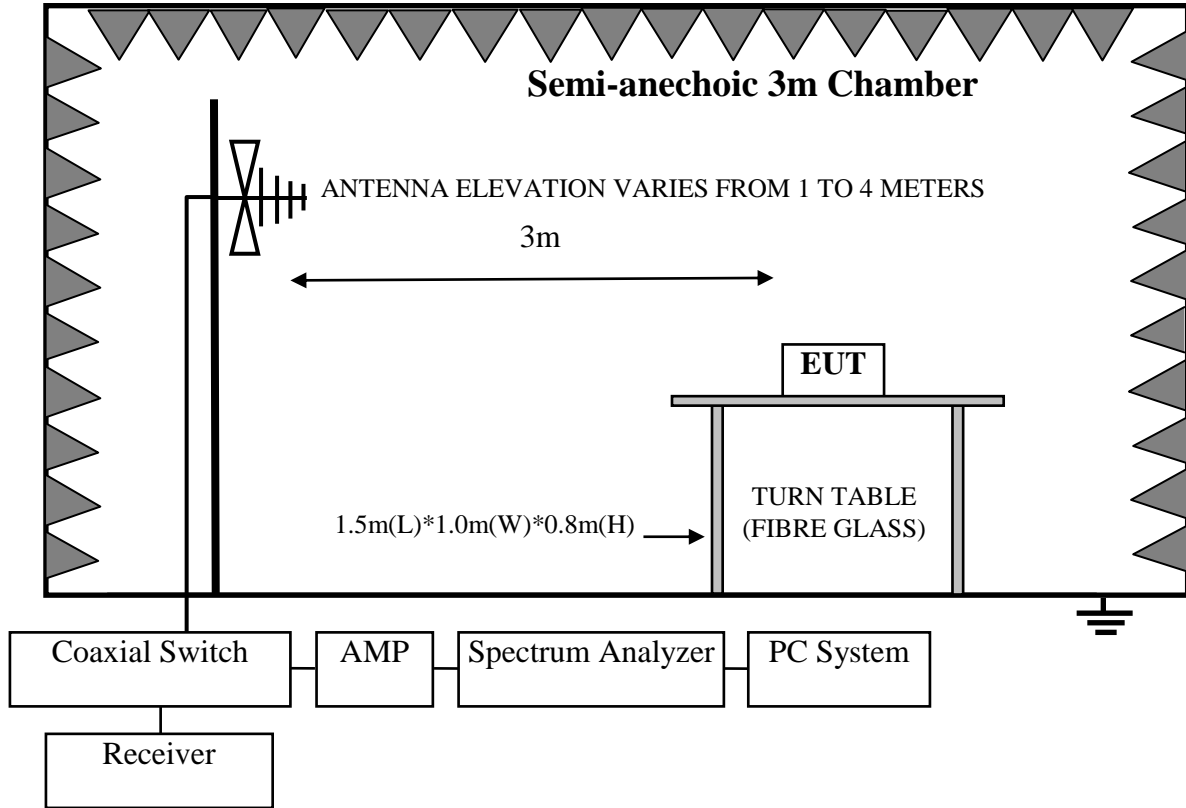 Semi-anechoic 3m Chamber
ANTENNA ELEVATION VARIES FROM 1 TO 4 METERS
3m
EUT
TURN TABLE
(FIBRE GLASS)
1.5m(L)*1.0m(W)*0.8m(H)
Coaxial Switch
AMP
Spectrum Analyzer
PC System
Receiver